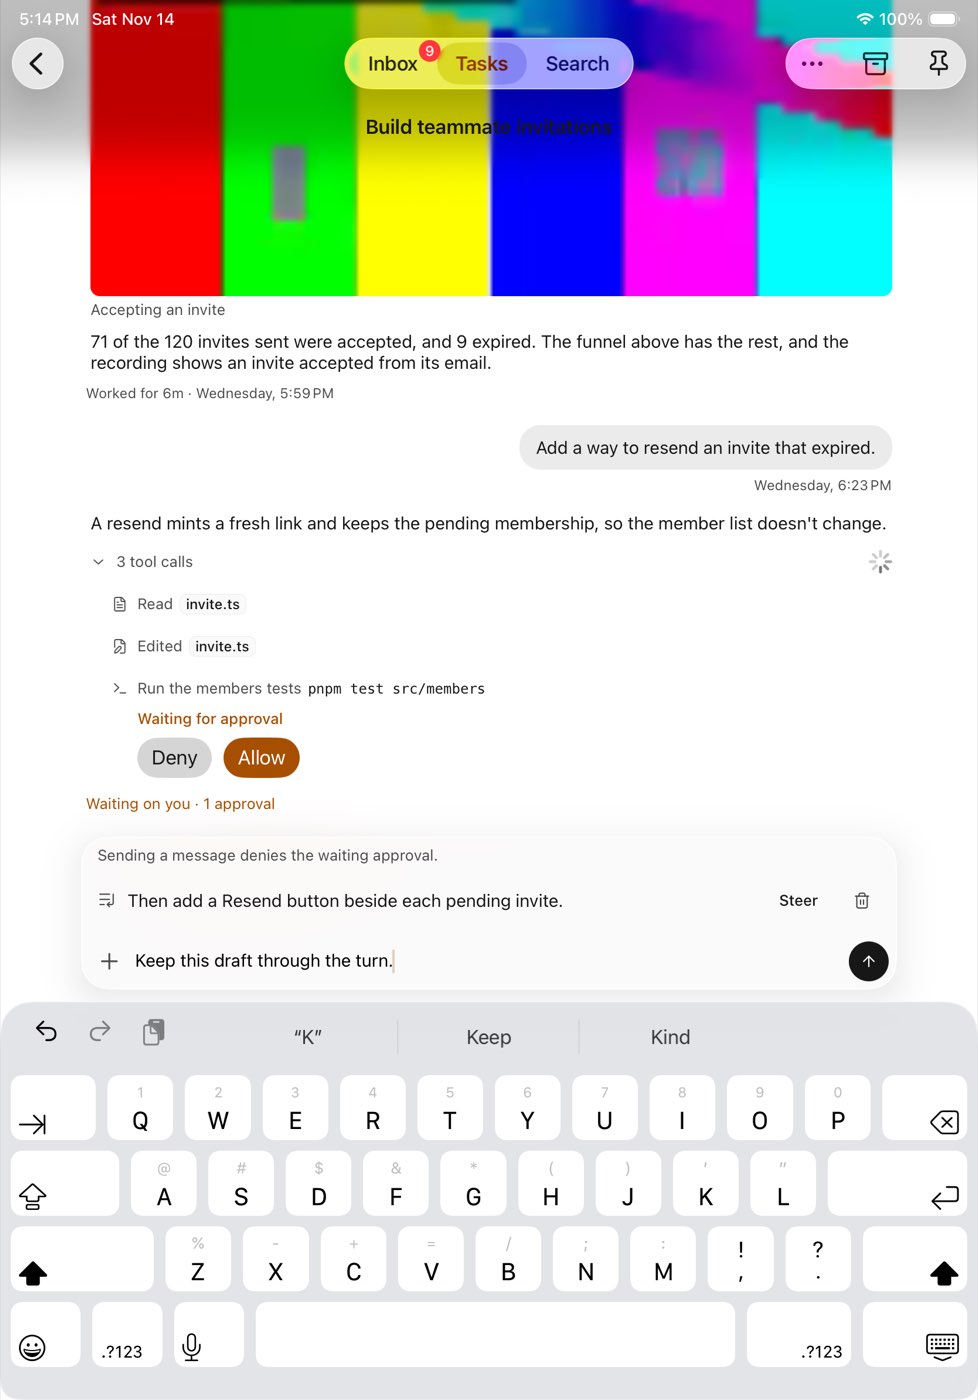 5:14 PM Sat Nov 14 100%
Inbox 9 Tasks Search
Build teammate invitations
Accepting an invite
71 of the 120 invites sent were accepted, and 9 expired. The funnel above has the rest, and the
recording shows an invite accepted from its email.
Worked for 6m · Wednesday, 5:59 PM
Add a way to resend an invite that expired.
Wednesday, 6:23 PM
A resend mints a fresh link and keeps the pending membership, so the member list doesn't change.
3 tool calls
Read invite.ts
Edited invite.ts
Run the members tests pnpm test src/members
Waiting for approval
Deny Allow
Waiting on you · 1 approval
Sending a message denies the waiting approval.
Then add a Resend button beside each pending invite. Steer
Keep this draft through the turn.
“K” Keep Kind
1 2 3 4 5 6 7 8 9 0
Q W E R T Y U I O P
@ # $ & * ( ) ' "
A S D F G H J K L
% - + = / ; : ! ?
Z X C V B N M , .
.?123 .?123